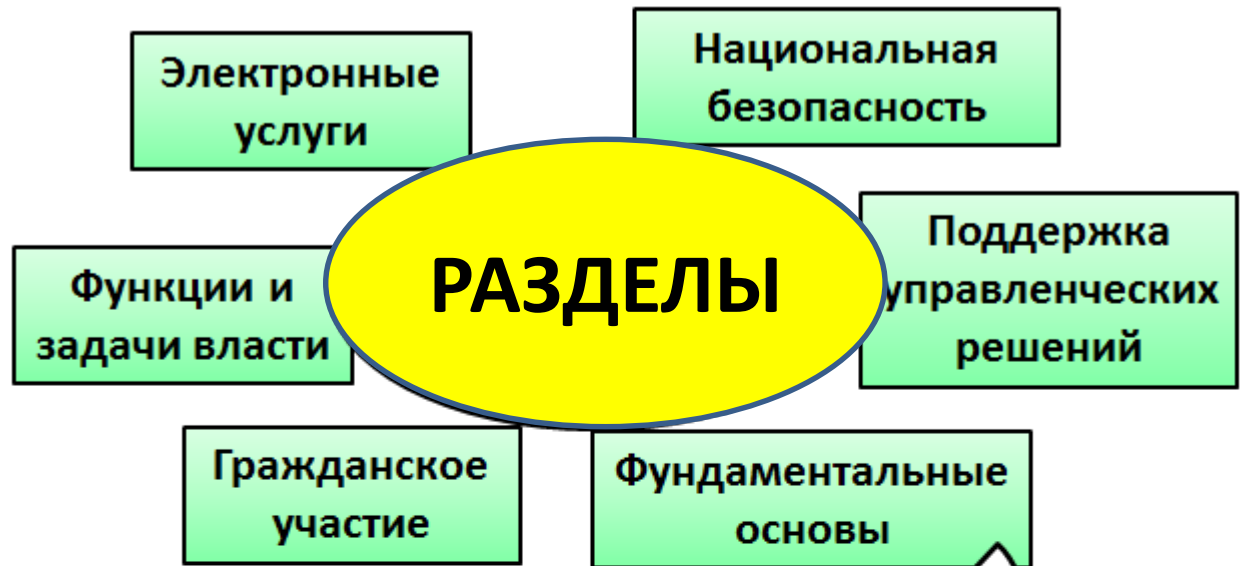 Электронные
услуги
Национальная
безопасность
Функции и
задачи власти
РАЗДЕЛЫ
Поддержка
управленческих
решений
Гражданское
участие
Фундаментальные
основы